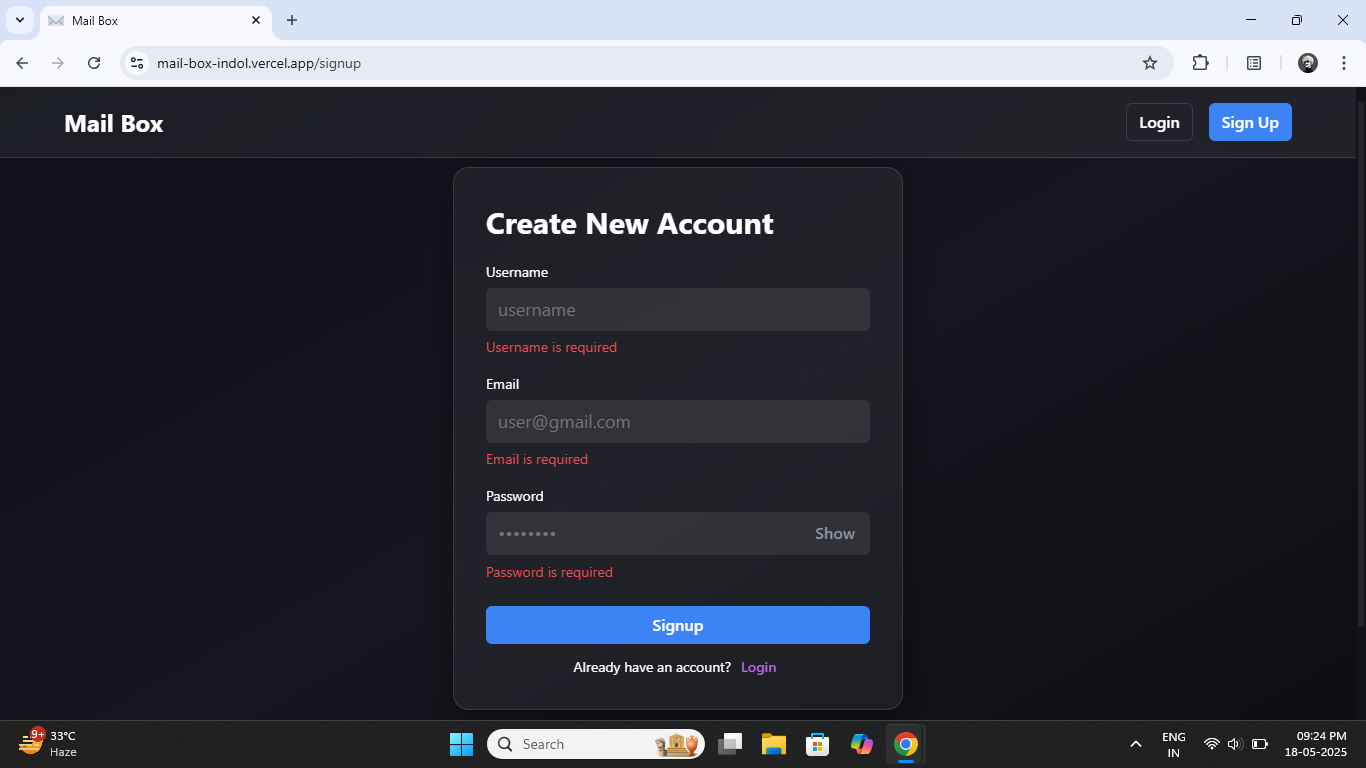 Mail Box
mail-box-indol.vercel.app/signup
Mail Box
Login
Sign Up
Create New Account
Username
username
Username is required
Email
user@gmail.com
Email is required
Password
••••••••
Show
Password is required
Signup
Already have an account? Login
9+
33°C
Haze
Search
ENG
IN
09:24 PM
18-05-2025